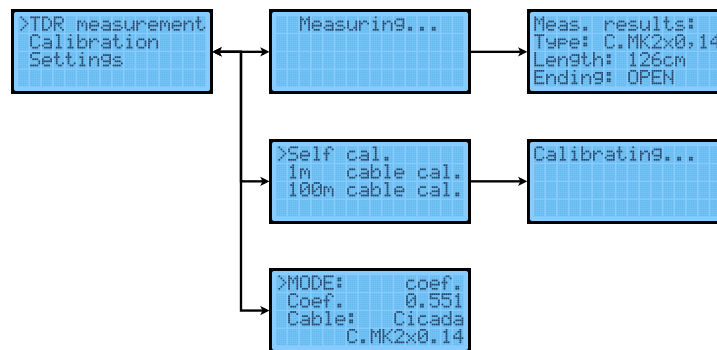 >TDR measurement
Calibration
Settings
Measuring...
Meas. results:
Type: C.MK2x0,14
Length: 126cm
Ending: OPEN
>Self cal.
1m cable cal.
100m cable cal.
Calibrating...
>MODE: coef.
Coef. 0.551
Cable: Cicada
C.MK2x0.14